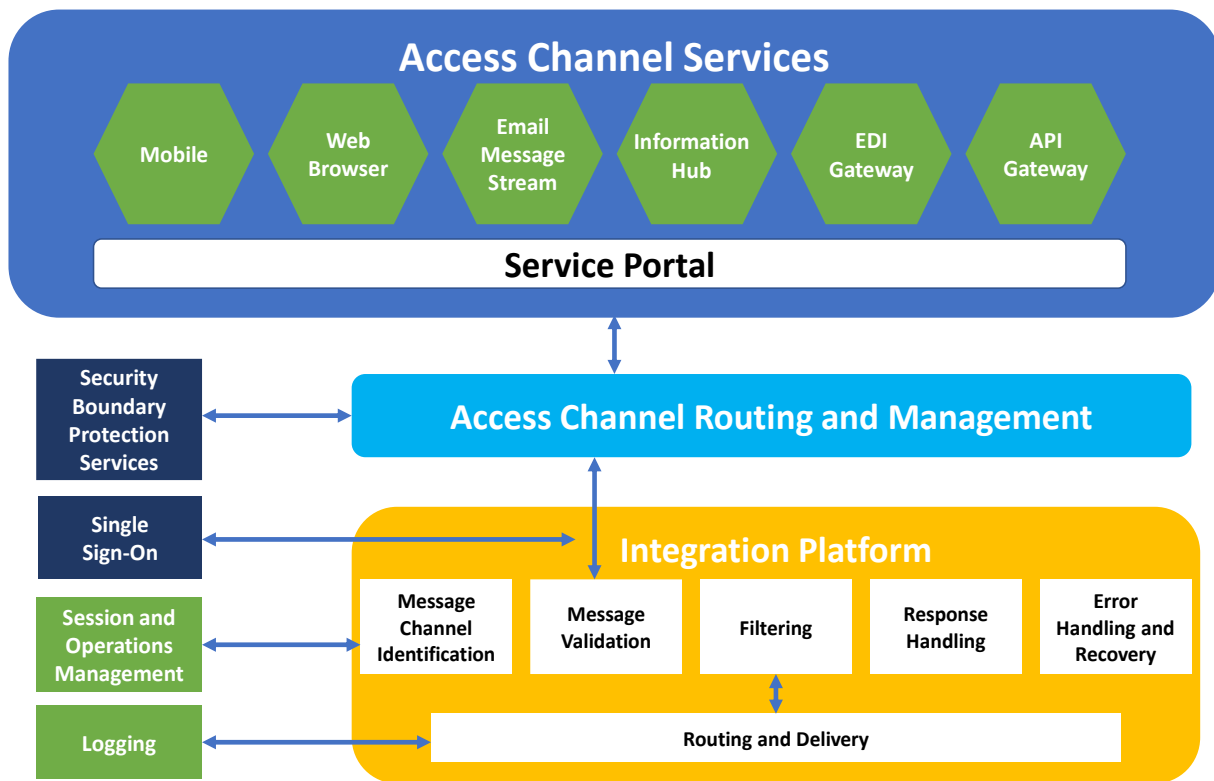 Access Channel Services
Mobile
Web
Browser
Email
Message
Stream
Information
Hub
EDI
Gateway
API
Gateway
Service Portal
Security
Boundary
Protection
Services
Access Channel Routing and Management
Single
Sign-On
Integration Platform
Session and
Operations
Management
Message
Channel
Identification
Message
Validation
Filtering
Response
Handling
Error
Handling and
Recovery
Logging
Routing and Delivery